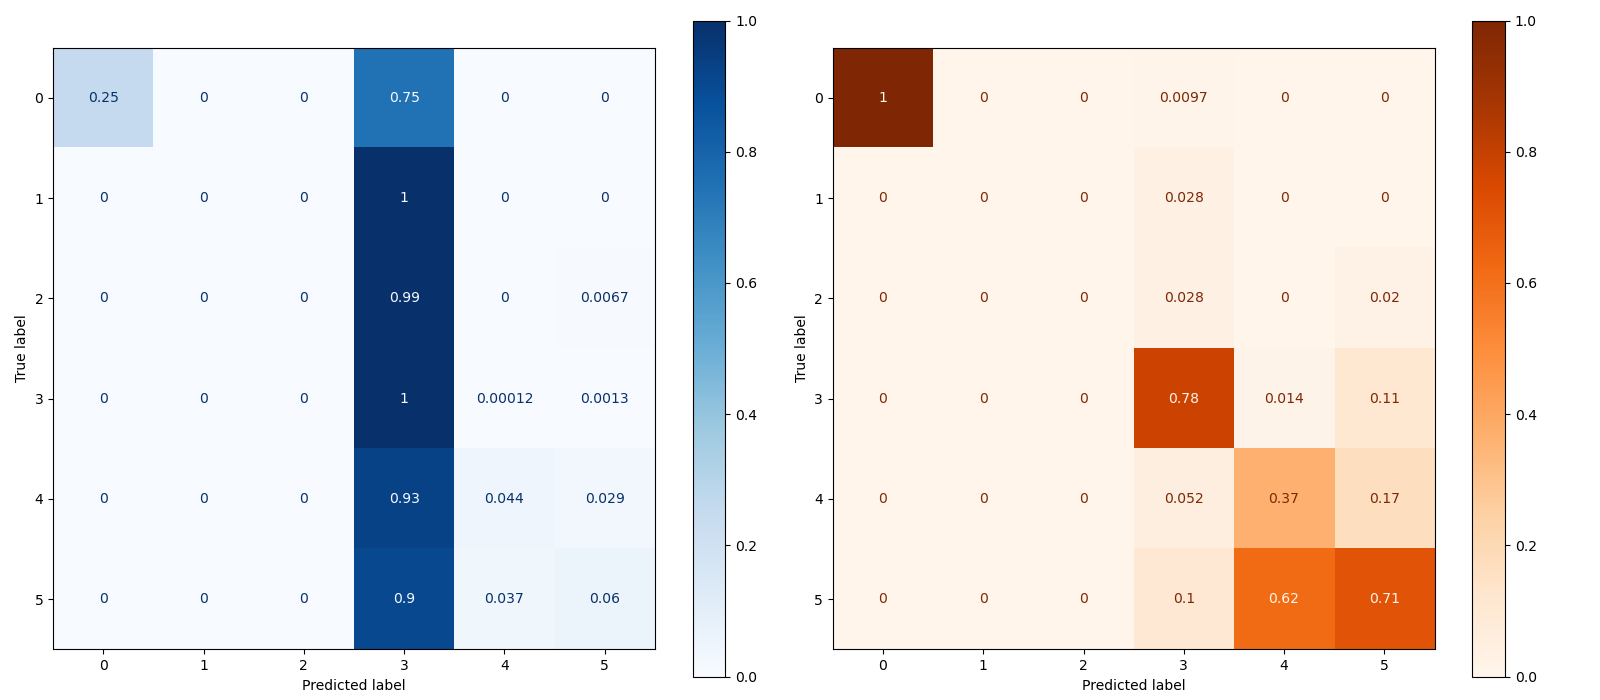 1.0
0 0.25 0 0 0.75 0 0
0.8
1 0 0 0 1 0 0
2 0 0 0 0.99 0 0.0067
0.6
True label
3 0 0 0 1 0.00012 0.0013
0.4
4 0 0 0 0.93 0.044 0.029
0.2
5 0 0 0 0.9 0.037 0.06
0.0
0 1 2 3 4 5
Predicted label
1.0
0 1 0 0 0.0097 0 0
0.8
1 0 0 0 0.028 0 0
2 0 0 0 0.028 0 0.02
0.6
True label
3 0 0 0 0.78 0.014 0.11
0.4
4 0 0 0 0.052 0.37 0.17
0.2
5 0 0 0 0.1 0.62 0.71
0.0
0 1 2 3 4 5
Predicted label